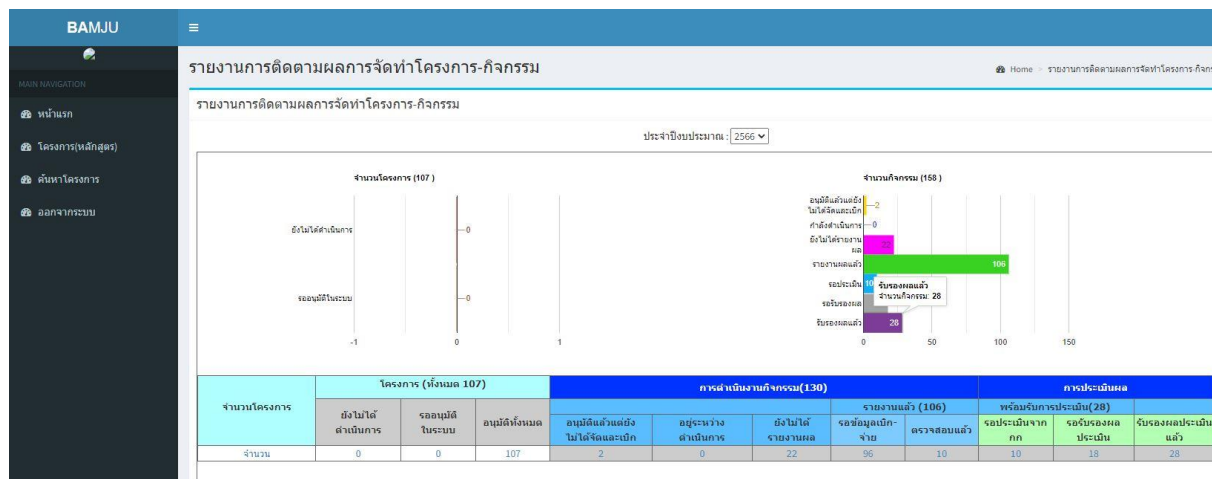 BAMJU
MAIN NAVIGATION
หน้าแรก
โครงการ(หลักสูตร)
ค้นหาโครงการ
ออกจากระบบ
รายงานการติดตามผลการจัดทำโครงการ-กิจกรรม
Home > รายงานการติดตามผลการจัดทำโครงการ-กิจกร
รายงานการติดตามผลการจัดทำโครงการ-กิจกรรม
ประจำปีงบประมาณ : 2566
จำนวนโครงการ (107 )
ยังไม่ได้ดำเนินการ
0
รออนุมัติในระบบ
0
-1 0 1
จำนวนกิจกรรม (158 )
อนุมัติแล้วแต่ยัง
ไม่ได้จัดและเบิก
2
กำลังดำเนินการ
0
ยังไม่ได้รายงาน
ผล
22
รายงานผลแล้ว
106
รอประเมิน
10
รับรองผลแล้ว
จำนวนกิจกรรม: 28
รอรับรองผล
รับรองผลแล้ว
28
0 50 100 150
จำนวนโครงการ
โครงการ (ทั้งหมด 107)
การดำเนินงานกิจกรรม(130)
การประเมินผล
รายงานแล้ว (106)
พร้อมรับการประเมิน(28)
ยังไม่ได้
ดำเนินการ
รออนุมัติ
ในระบบ
อนุมัติทั้งหมด
อนุมัติแล้วแต่ยัง
ไม่ได้จัดและเบิก
อยู่ระหว่าง
ดำเนินการ
ยังไม่ได้
รายงานผล
รอข้อมูลเบิก-
จ่าย
ตรวจสอบแล้ว
รอประเมินจาก
กก
รอรับรองผล
ประเมิน
รับรองผลประเมิน
แล้ว
จำนวน 0 0 107 2 0 22 96 10 10 18 28